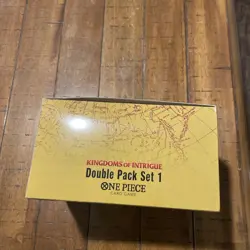 KINGDOMS OF INTRIGUE
Double Pack Set 1
ONE PIECE
CARD GAME